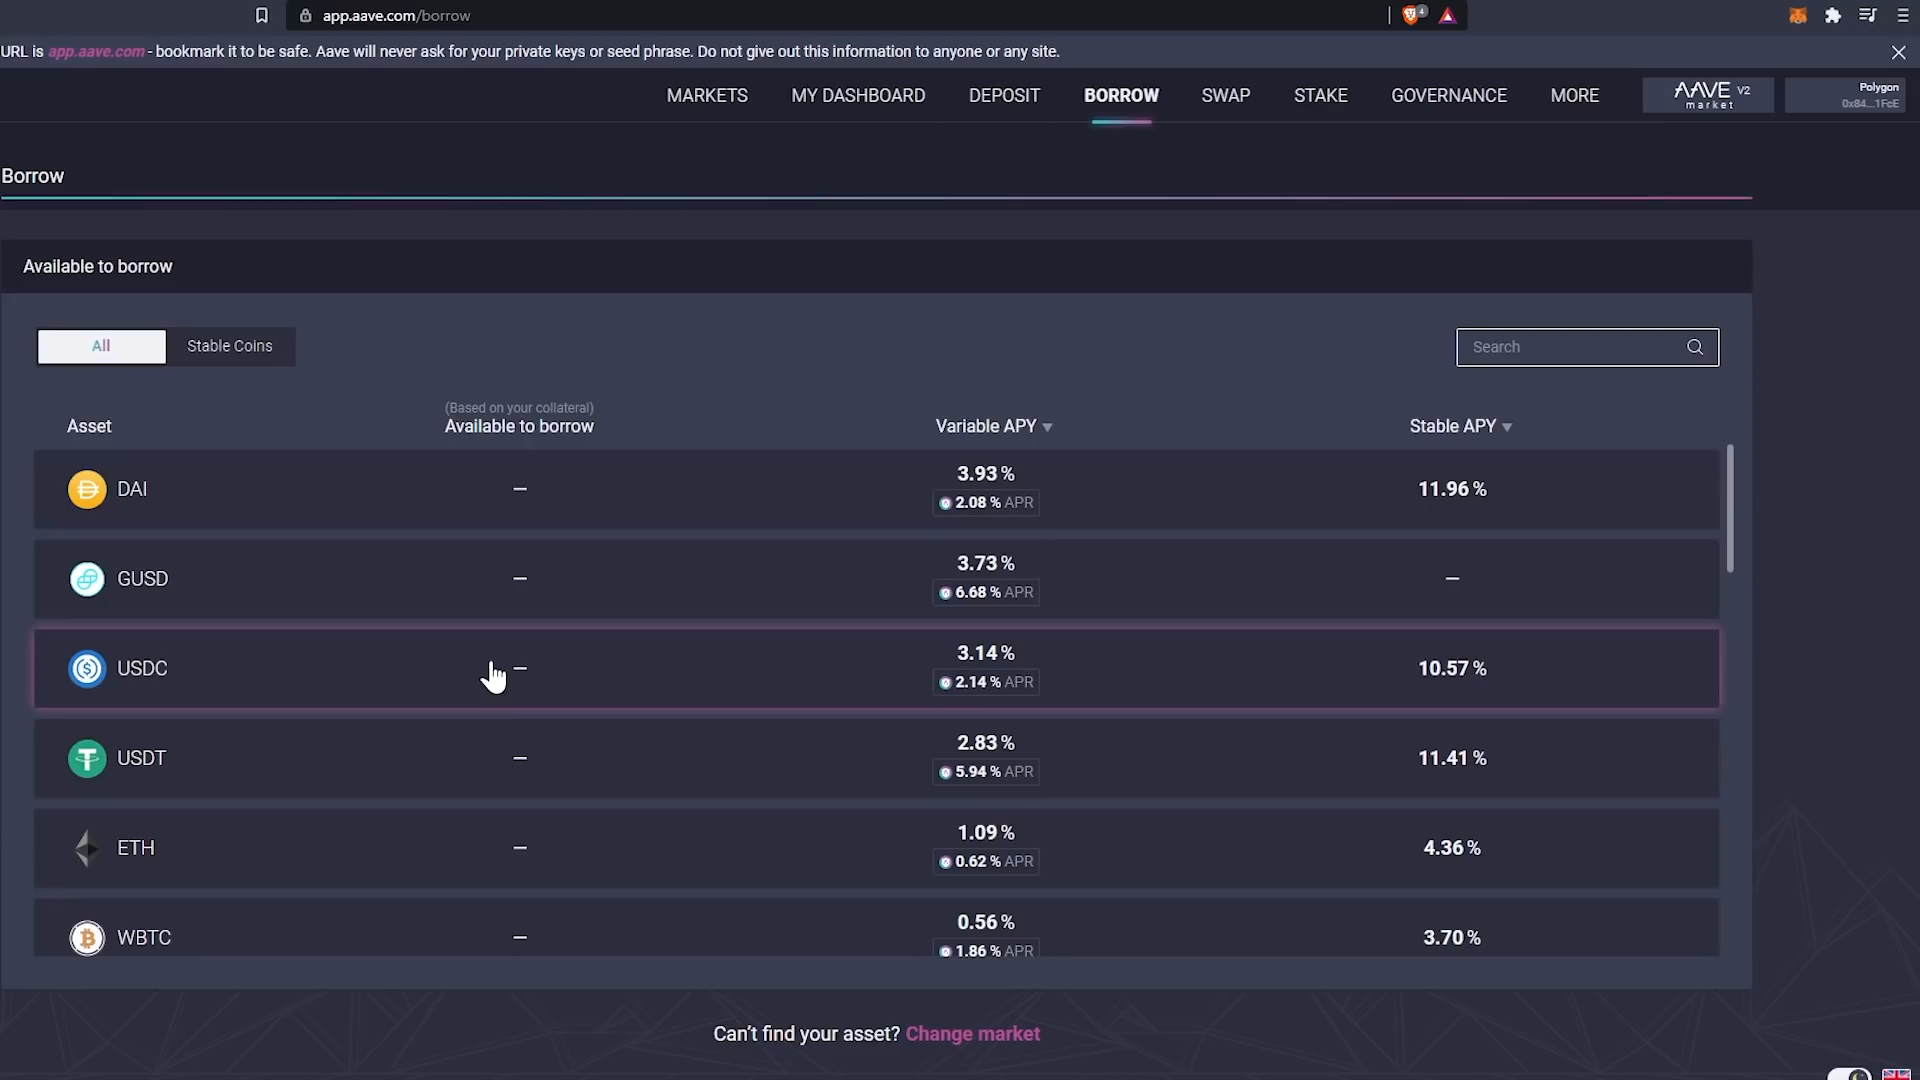 app.aave.com/borrow
4
URL is app.aave.com - bookmark it to be safe. Aave will never ask for your private keys or seed phrase. Do not give out this information to anyone or any site.
MARKETS MY DASHBOARD DEPOSIT BORROW SWAP STAKE GOVERNANCE MORE
AAVE V2
market
Polygon
0x84...1FcE
Borrow
Available to borrow
All Stable Coins
Search
(Based on your collateral)
Asset Available to borrow Variable APY Stable APY
DAI — 3.93 % 11.96 %
2.08 % APR
GUSD — 3.73 % —
6.68 % APR
USDC — 3.14 % 10.57 %
2.14 % APR
USDT — 2.83 % 11.41 %
5.94 % APR
ETH — 1.09 % 4.36 %
0.62 % APR
WBTC — 0.56 % 3.70 %
1.86 % APR
Can't find your asset? Change market